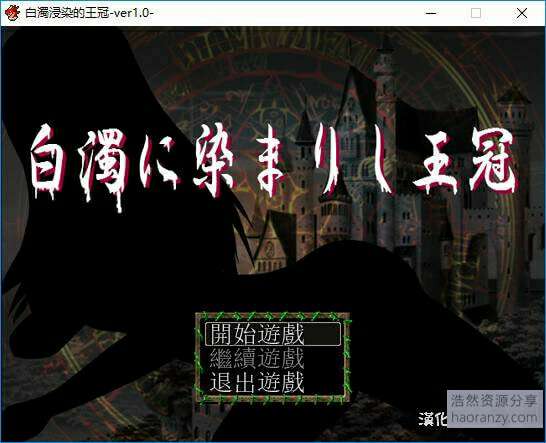 白濁浸染的王冠-ver1.0-
白濁に染まりし王冠
開始遊戲
繼續遊戲
退出遊戲
漢化
浩然资源分享
haoranzy.com